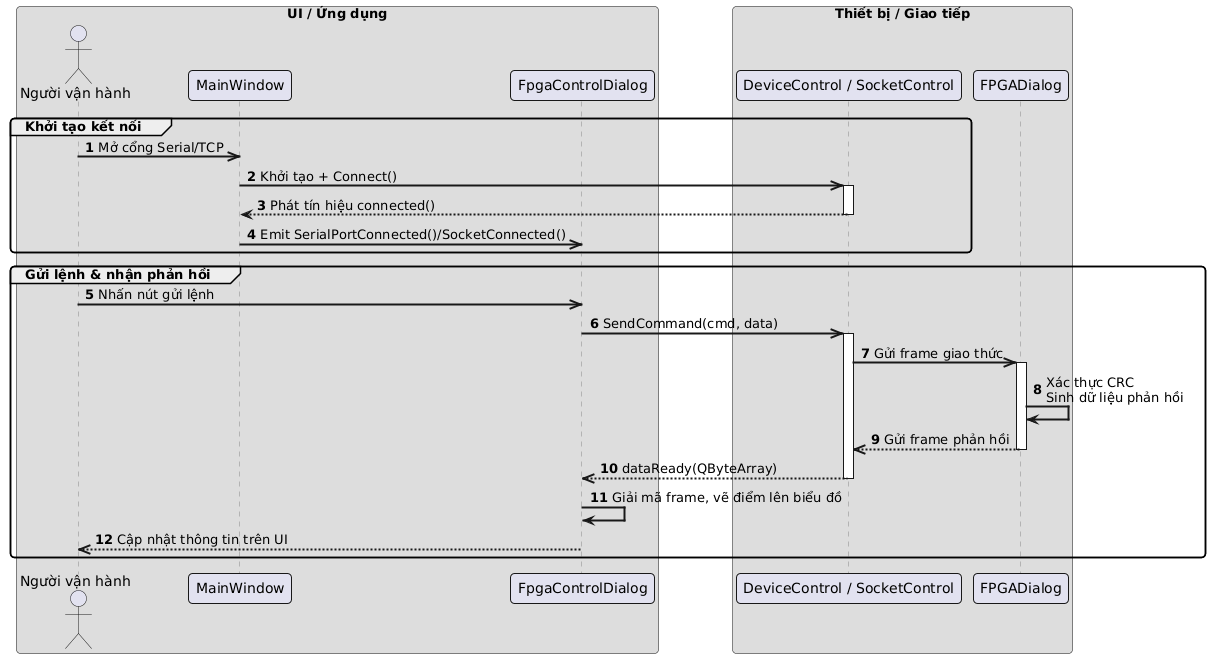 UI / Ứng dụng
Thiết bị / Giao tiếp
Người vận hành
MainWindow
FpgaControlDialog
DeviceControl / SocketControl
FPGADialog
Khởi tạo kết nối
1 Mở cổng Serial/TCP
2 Khởi tạo + Connect()
3 Phát tín hiệu connected()
4 Emit SerialPortConnected()/SocketConnected()
Gửi lệnh & nhận phản hồi
5 Nhấn nút gửi lệnh
6 SendCommand(cmd, data)
7 Gửi frame giao thức
8 Xác thực CRC
Sinh dữ liệu phản hồi
9 Gửi frame phản hồi
10 dataReady(QByteArray)
11 Giải mã frame, vẽ điểm lên biểu đồ
12 Cập nhật thông tin trên UI
Người vận hành
MainWindow
FpgaControlDialog
DeviceControl / SocketControl
FPGADialog